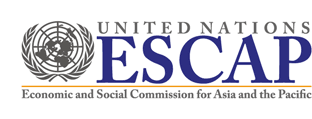 UNITED NATIONS
ESCAP
Economic and Social Commission for Asia and the Pacific